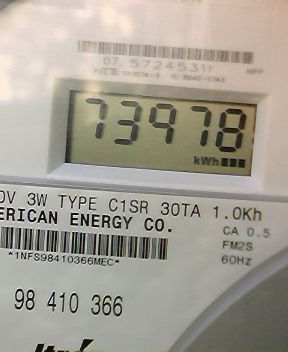 07 57245311
73978
kWh
0V 3W TYPE C1SR 30TA 1.0Kh
ERICAN ENERGY CO.
CA 0.5
FM2S
*1NFS98410366MEC*
60Hz
98 410 366